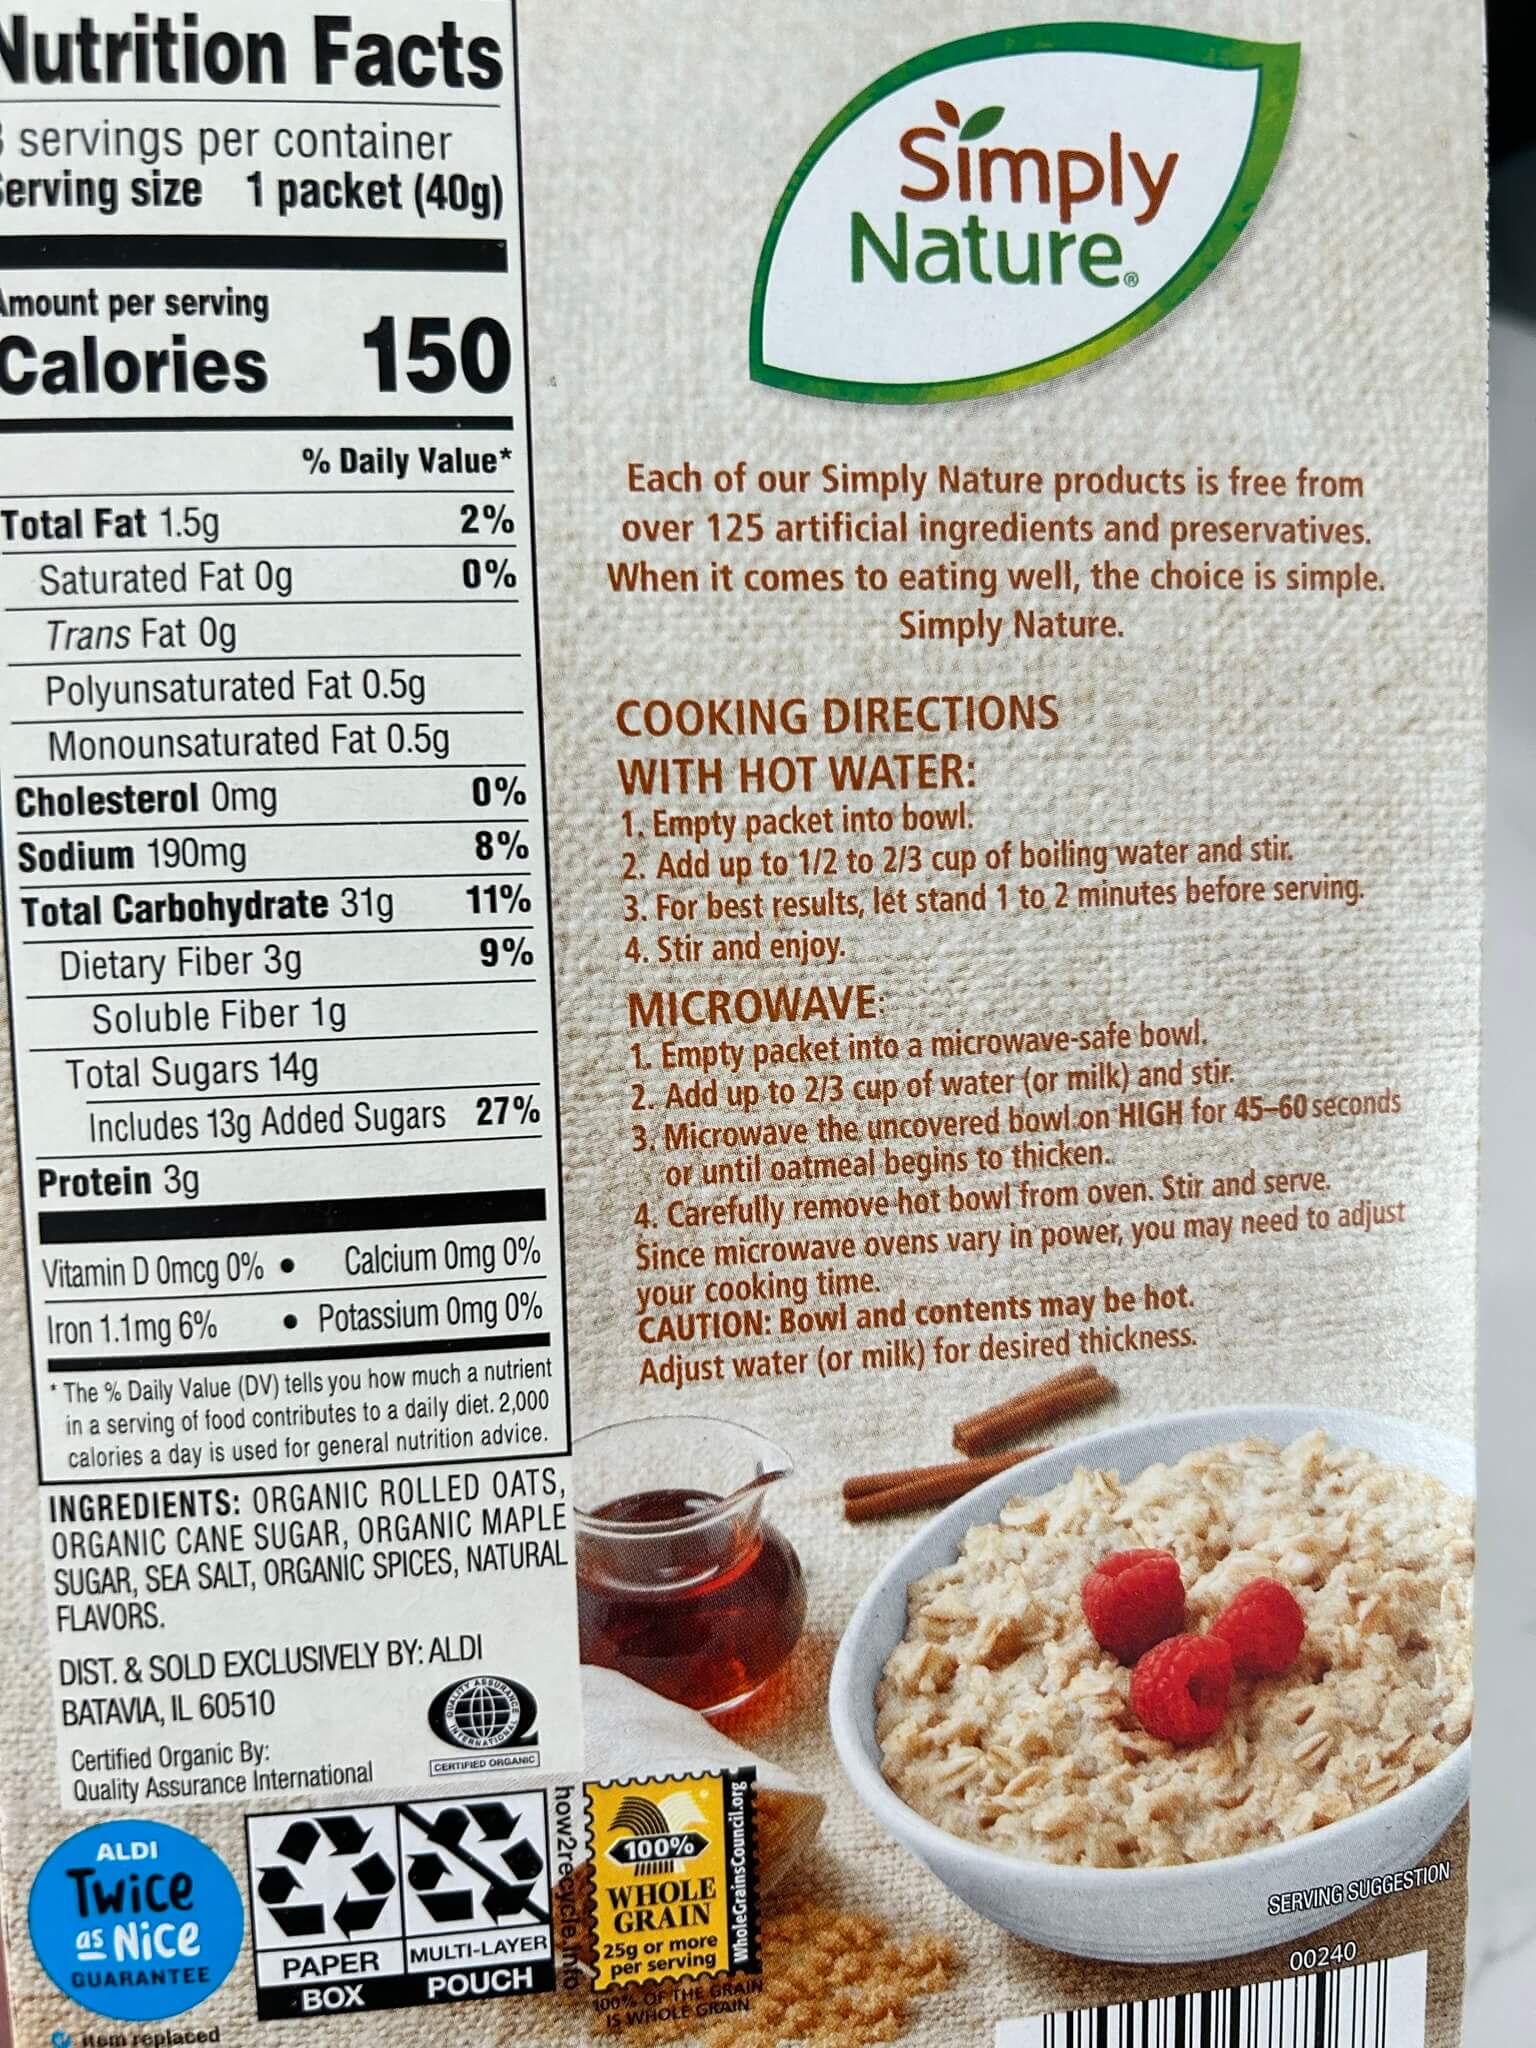 Nutrition Facts
servings per container
Serving size 1 packet (40g)
Amount per serving
Calories 150
% Daily Value*
Total Fat 1.5g 2%
Saturated Fat 0g 0%
Trans Fat 0g
Polyunsaturated Fat 0.5g
Monounsaturated Fat 0.5g
Cholesterol 0mg 0%
Sodium 190mg 8%
Total Carbohydrate 31g 11%
Dietary Fiber 3g 9%
Soluble Fiber 1g
Total Sugars 14g
Includes 13g Added Sugars 27%
Protein 3g
Vitamin D 0mcg 0% • Calcium 0mg 0%
Iron 1.1mg 6% • Potassium 0mg 0%
* The % Daily Value (DV) tells you how much a nutrient
in a serving of food contributes to a daily diet. 2,000
calories a day is used for general nutrition advice.
INGREDIENTS: ORGANIC ROLLED OATS,
ORGANIC CANE SUGAR, ORGANIC MAPLE
SUGAR, SEA SALT, ORGANIC SPICES, NATURAL
FLAVORS.
DIST. & SOLD EXCLUSIVELY BY: ALDI
BATAVIA, IL 60510
Certified Organic By:
Quality Assurance International
QUALITY ASSURANCE
INTERNATIONAL
CERTIFIED ORGANIC
ALDI
Twice
as Nice
GUARANTEE
item replaced
PAPER
BOX
MULTI-LAYER
POUCH
how2recycle.info
100%
WHOLE
GRAIN
25g or more
per serving
WholeGrainsCouncil.org
100% OF THE GRAIN
IS WHOLE GRAIN
Simply
Nature®
Each of our Simply Nature products is free from
over 125 artificial ingredients and preservatives.
When it comes to eating well, the choice is simple.
Simply Nature.
COOKING DIRECTIONS
WITH HOT WATER:
1. Empty packet into bowl.
2. Add up to 1/2 to 2/3 cup of boiling water and stir.
3. For best results, let stand 1 to 2 minutes before serving.
4. Stir and enjoy.
MICROWAVE:
1. Empty packet into a microwave-safe bowl.
2. Add up to 2/3 cup of water (or milk) and stir.
3. Microwave the uncovered bowl on HIGH for 45–60 seconds
or until oatmeal begins to thicken.
4. Carefully remove hot bowl from oven. Stir and serve.
Since microwave ovens vary in power, you may need to adjust
your cooking time.
CAUTION: Bowl and contents may be hot.
Adjust water (or milk) for desired thickness.
SERVING SUGGESTION
00240